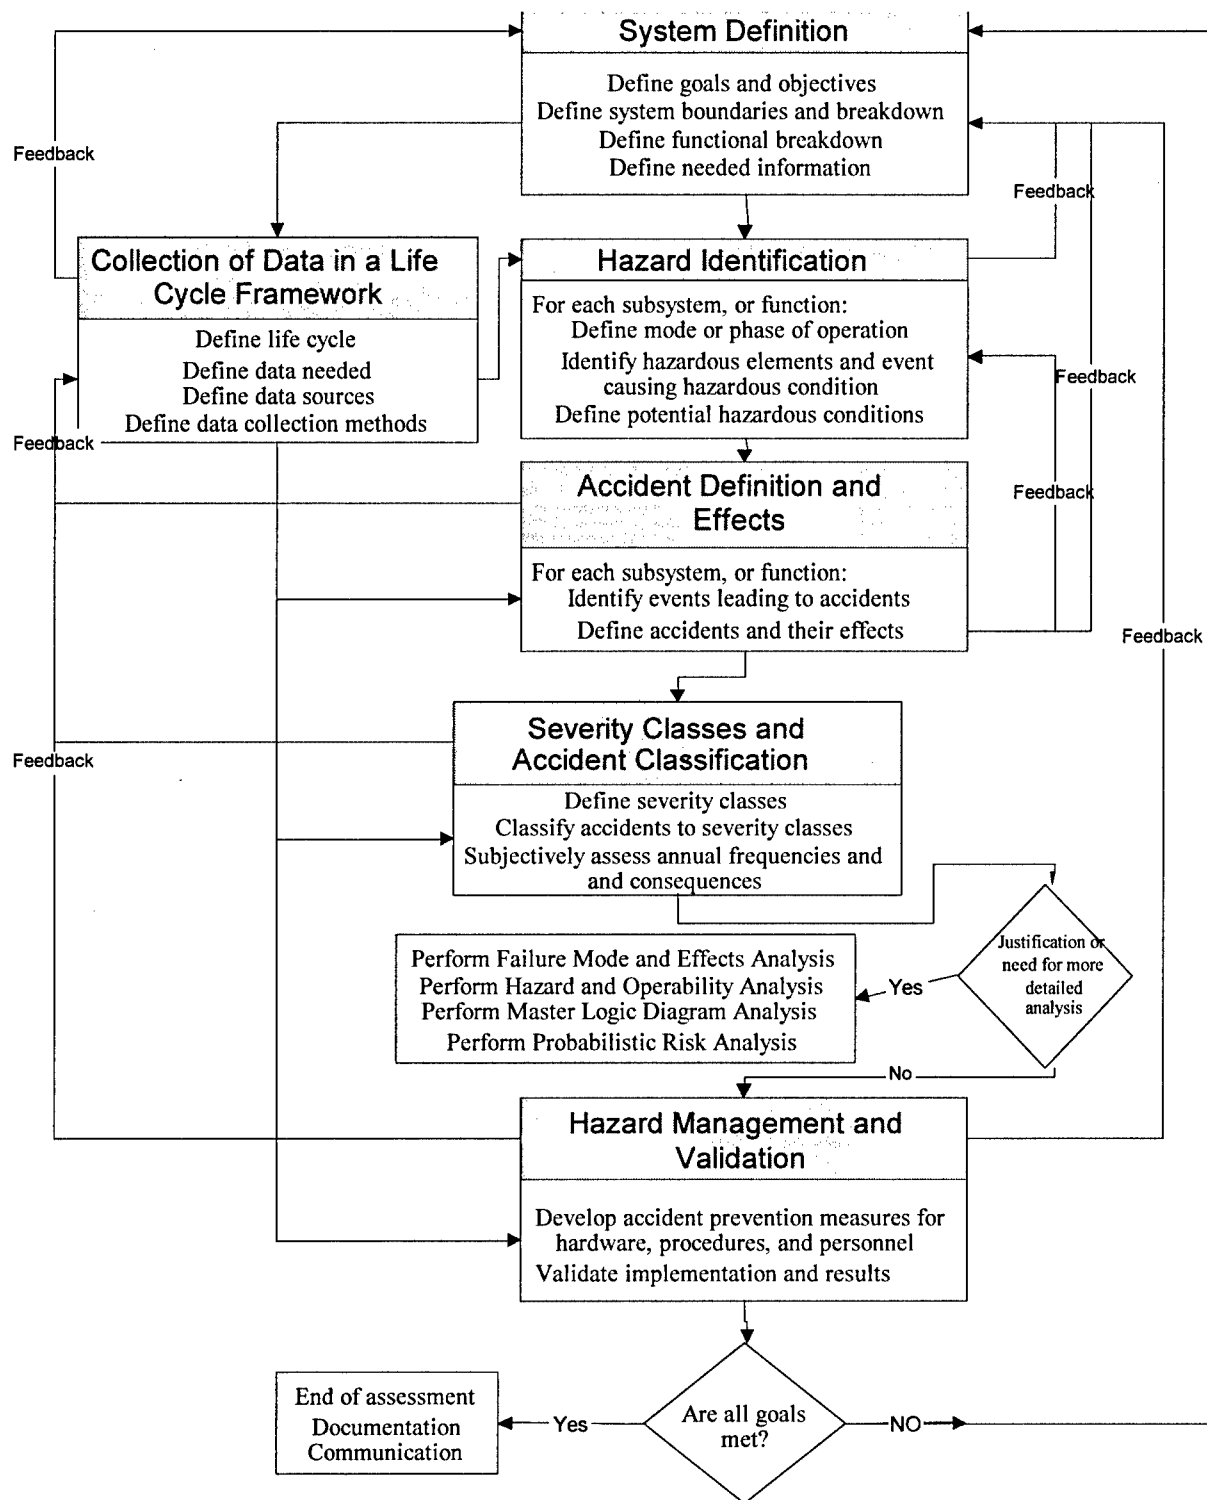 System Definition
Define goals and objectives
Define system boundaries and breakdown
Define functional breakdown
Define needed information
Feedback
Feedback
Collection of Data in a Life
Cycle Framework
Define life cycle
Define data needed
Define data sources
Define data collection methods
Hazard Identification
For each subsystem, or function:
Define mode or phase of operation
Identify hazardous elements and event
causing hazardous condition
Define potential hazardous conditions
Feedback
Feedback
Feedback
Accident Definition and
Effects
For each subsystem, or function:
Identify events leading to accidents
Define accidents and their effects
Feedback
Severity Classes and
Accident Classification
Define severity classes
Classify accidents to severity classes
Subjectively assess annual frequencies and
and consequences
Feedback
Justification or
need for more
detailed
analysis
Yes
Perform Failure Mode and Effects Analysis
Perform Hazard and Operability Analysis
Perform Master Logic Diagram Analysis
Perform Probabilistic Risk Analysis
No
Hazard Management and
Validation
Develop accident prevention measures for
hardware, procedures, and personnel
Validate implementation and results
Are all goals
met?
Yes
NO
End of assessment
Documentation
Communication